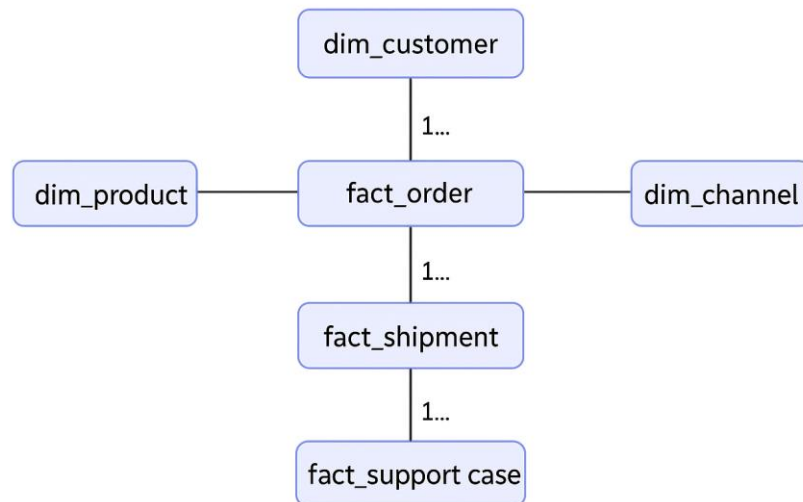 dim_customer
1...
dim_product
fact_order
dim_channel
1...
fact_shipment
1...
fact_support case